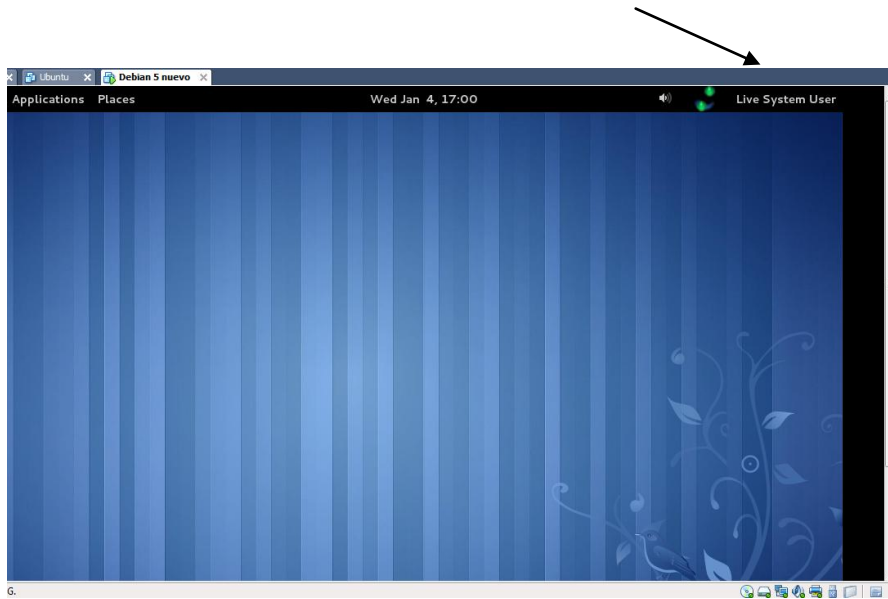 Ubuntu Debian 5 nuevo
Applications Places Wed Jan 4, 17:00 Live System User
G.